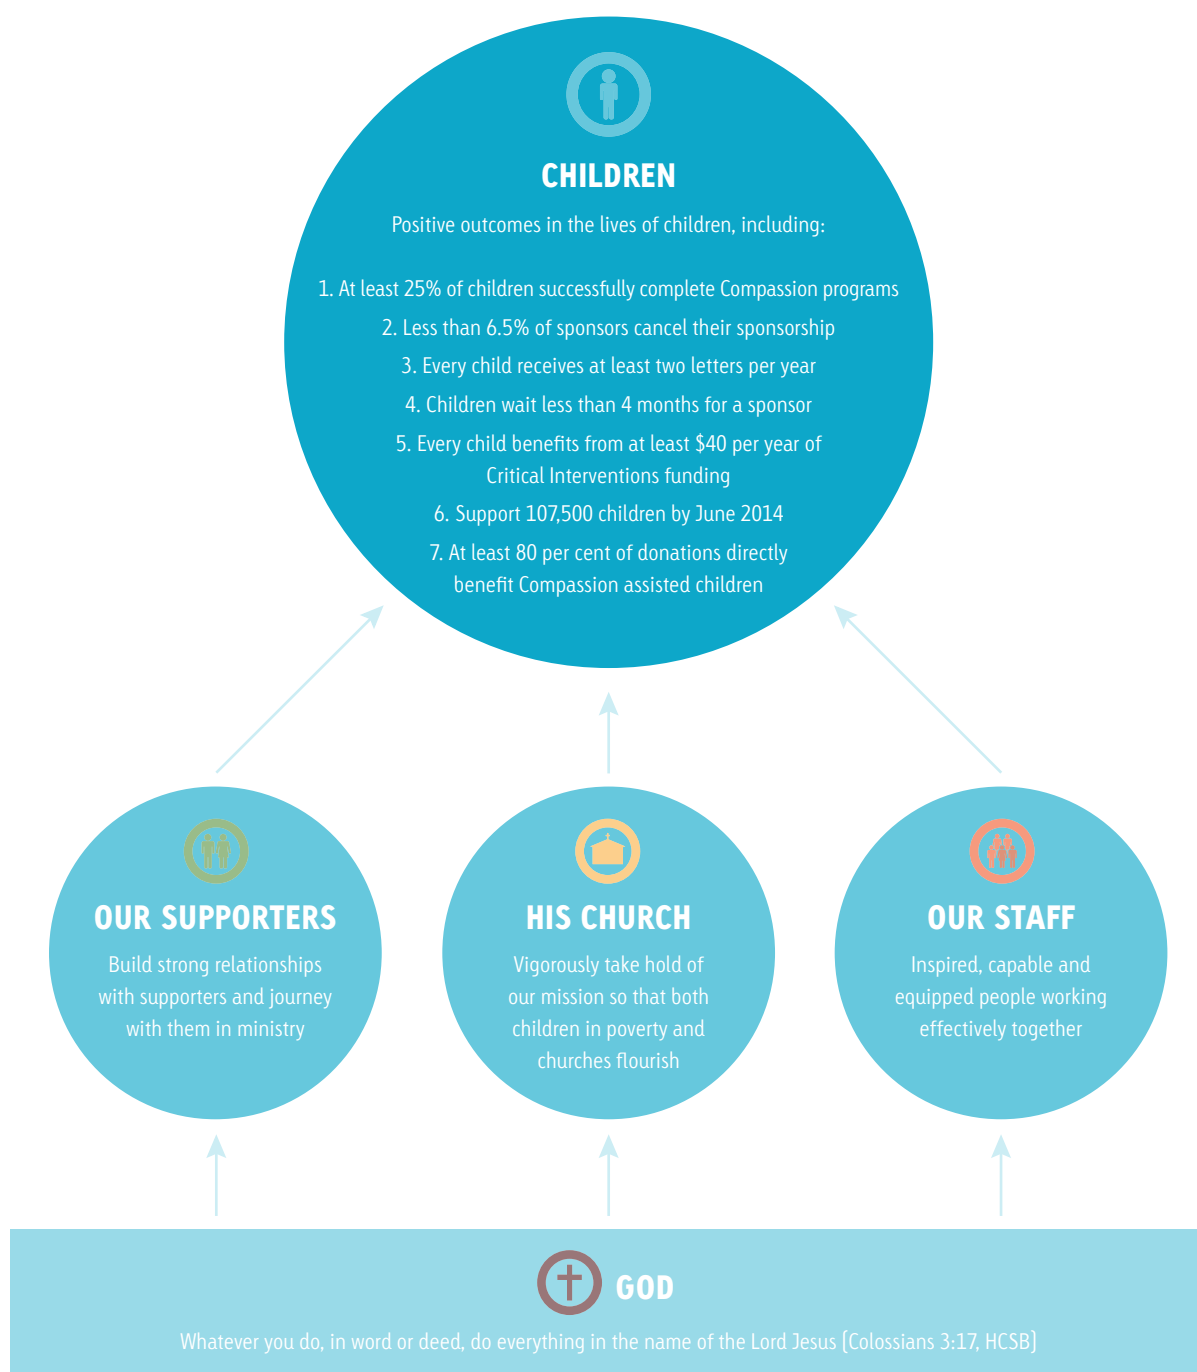 CHILDREN
Positive outcomes in the lives of children, including:
1. At least 25% of children successfully complete Compassion programs
2. Less than 6.5% of sponsors cancel their sponsorship
3. Every child receives at least two letters per year
4. Children wait less than 4 months for a sponsor
5. Every child benefits from at least $40 per year of
Critical Interventions funding
6. Support 107,500 children by June 2014
7. At least 80 per cent of donations directly
benefit Compassion assisted children
OUR SUPPORTERS
Build strong relationships
with supporters and journey
with them in ministry
HIS CHURCH
Vigorously take hold of
our mission so that both
children in poverty and
churches flourish
OUR STAFF
Inspired, capable and
equipped people working
effectively together
GOD
Whatever you do, in word or deed, do everything in the name of the Lord Jesus (Colossians 3:17, HCSB)